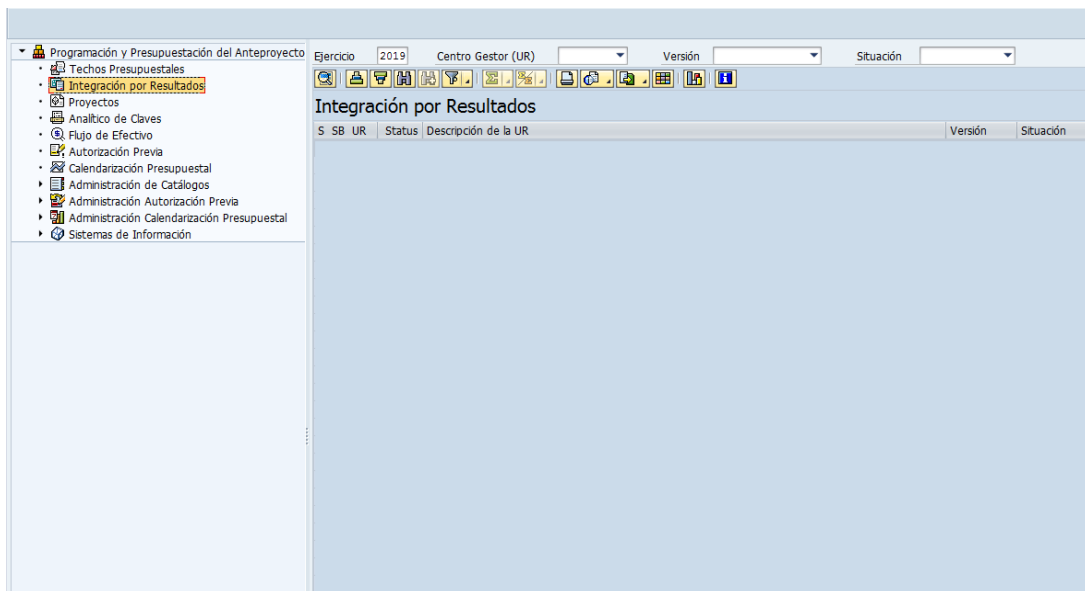 Programación y Presupuestación del Anteproyecto
Techos Presupuestales
Integración por Resultados
Proyectos
Analítico de Claves
Flujo de Efectivo
Autorización Previa
Calendarización Presupuestal
Administración de Catálogos
Administración Autorización Previa
Administración Calendarización Presupuestal
Sistemas de Información
Ejercicio 2019 Centro Gestor (UR) Versión Situación
Integración por Resultados
S SB UR Status Descripción de la UR Versión Situación